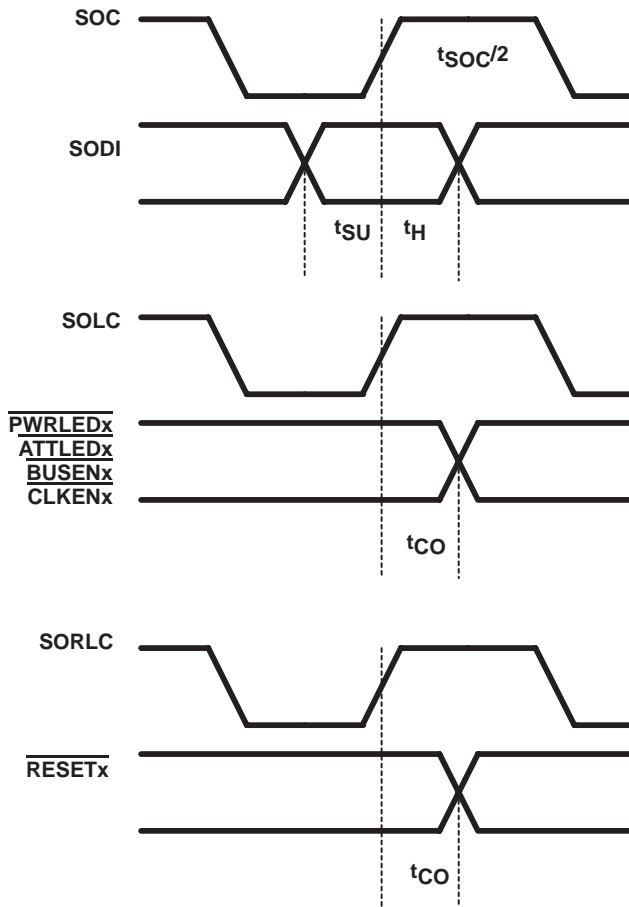 SOC
tSOC/2
SODI
tSU
tH
SOLC
PWRLEDx
ATTLEDx
BUSENx
CLKENx
tCO
SORLC
RESETx
tCO